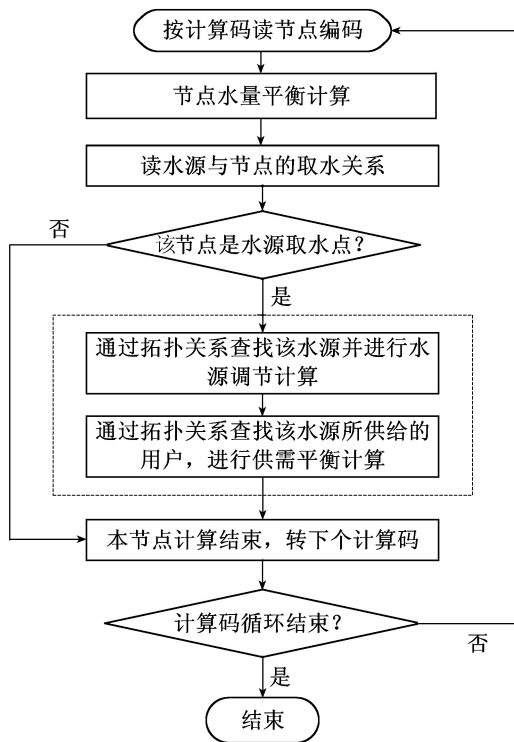 按计算码读节点编码
节点水量平衡计算
读水源与节点的取水关系
否
该节点是水源取水点?
是
通过拓扑关系查找该水源并进行水
源调节计算
通过拓扑关系查找该水源所供给的
用户，进行供需平衡计算
本节点计算结束，转下个计算码
计算码循环结束?
否
是
结束